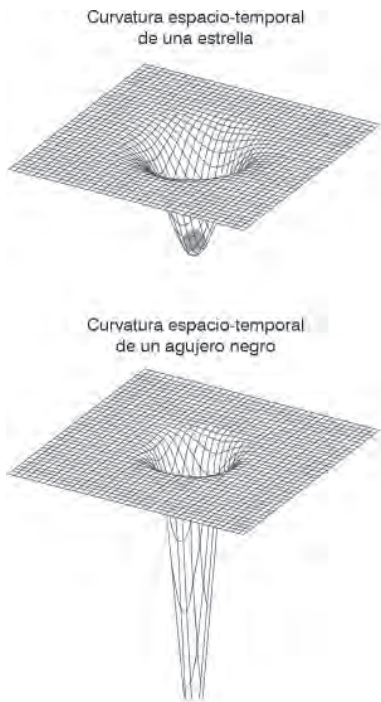 Curvatura espacio-temporal
de una estrella
Curvatura espacio-temporal
de un agujero negro